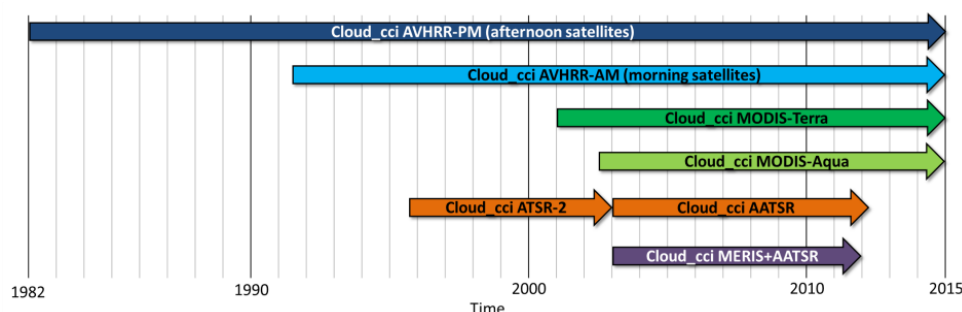 Cloud_cci AVHRR-PM (afternoon satellites)
Cloud_cci AVHRR-AM (morning satellites)
Cloud_cci MODIS-Terra
Cloud_cci MODIS-Aqua
Cloud_cci ATSR-2 Cloud_cci AATSR
Cloud_cci MERIS+AATSR
1982 1990 2000 2010 2015
Time